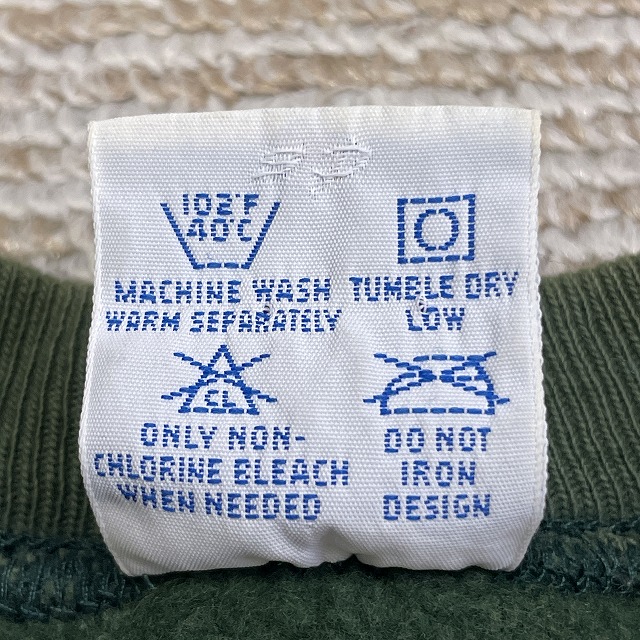 102°F
40°C
MACHINE WASH
WARM SEPARATELY
TUMBLE DRY
LOW
CL
ONLY NON-
CHLORINE BLEACH
WHEN NEEDED
DO NOT
IRON
DESIGN